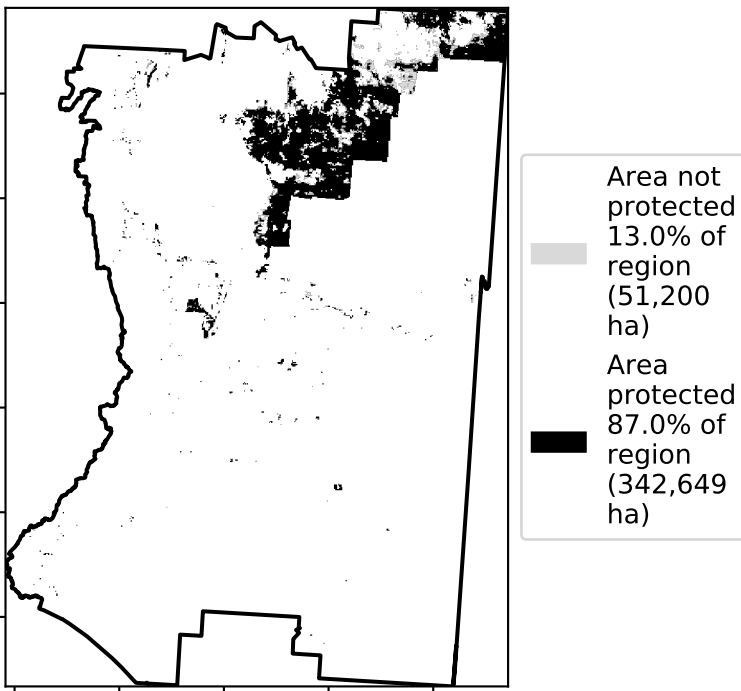 Area not
protected
13.0% of
region
(51,200
ha)
Area
protected
87.0% of
region
(342,649
ha)